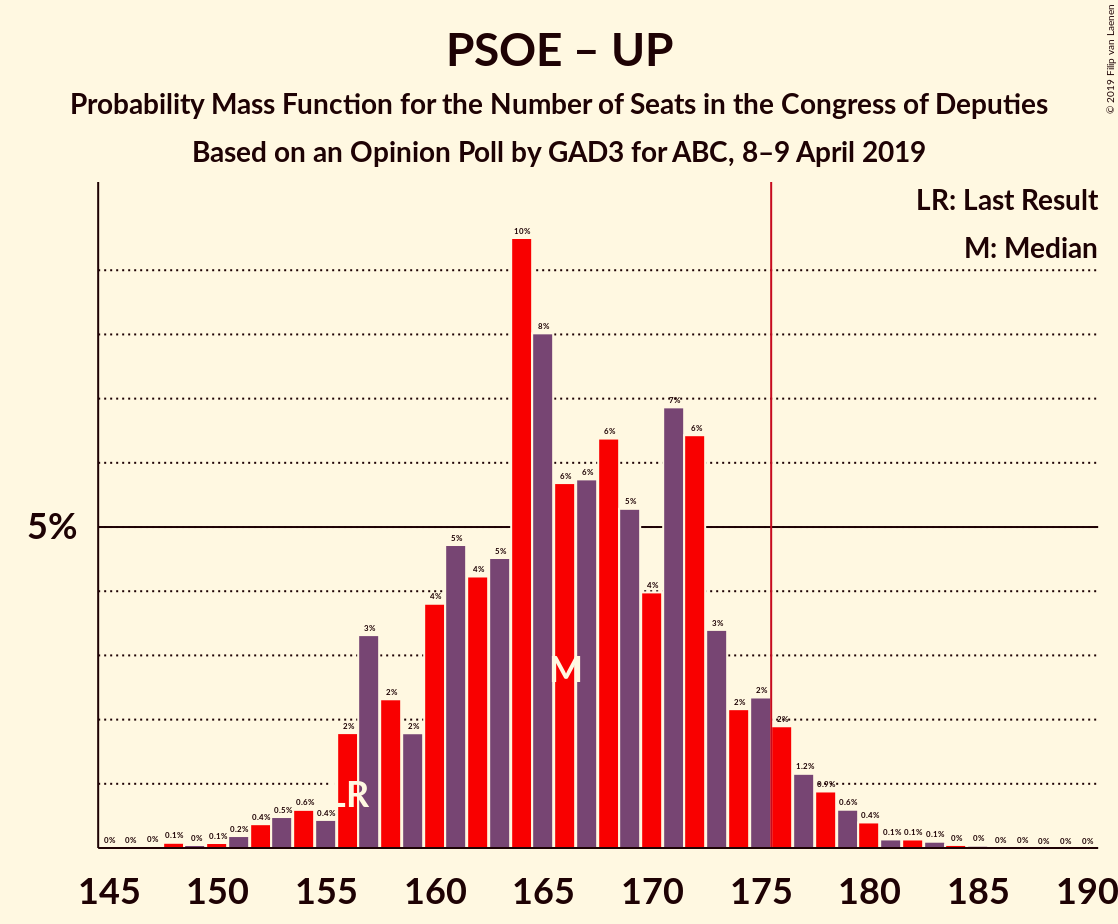 PSOE – UP
Probability Mass Function for the Number of Seats in the Congress of Deputies
Based on an Opinion Poll by GAD3 for ABC, 8–9 April 2019
© 2019 Filip van Laenen
LR: Last Result
M: Median
5%
0% 0% 0% 0.1% 0% 0.1% 0.2% 0.4% 0.5% 0.6% 0.4% 2% 3% 2% 2% 4% 5% 4% 5% 10% 8% 6% 6% 6% 5% 4% 7% 6% 3% 2% 2% 2% 1.2% 0.9% 0.6% 0.4% 0.1% 0.1% 0.1% 0% 0% 0% 0% 0% 0% 0%
M
LR
145 150 155 160 165 170 175 180 185 190